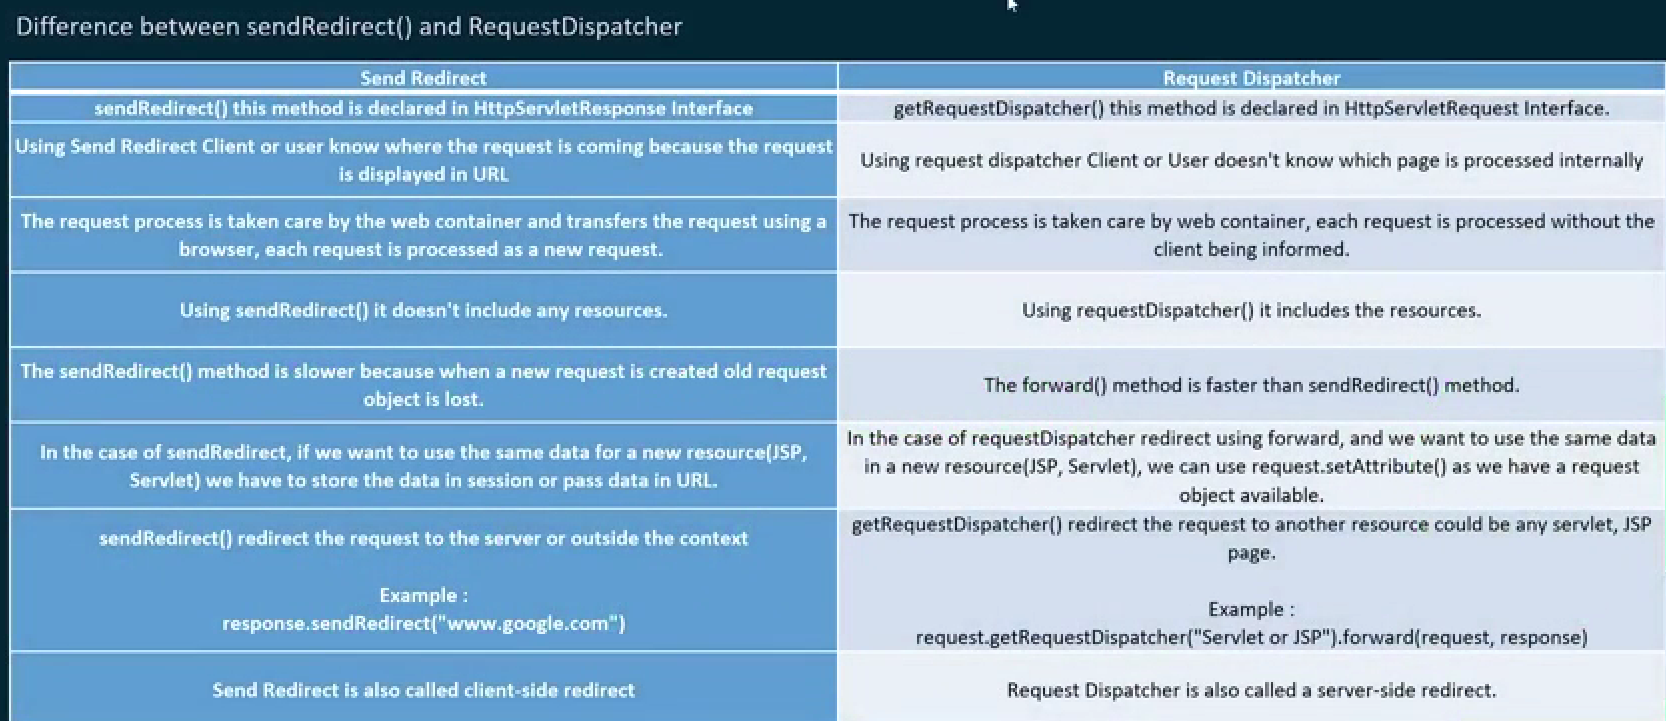 Difference between sendRedirect() and RequestDispatcher
Send Redirect
Request Dispatcher
sendRedirect() this method is declared in HttpServletResponse Interface
getRequestDispatcher() this method is declared in HttpServletRequest Interface.
Using Send Redirect Client or user know where the request is coming because the request
is displayed in URL
Using request dispatcher Client or User doesn't know which page is processed internally
The request process is taken care by the web container and transfers the request using a
browser, each request is processed as a new request.
The request process is taken care by web container, each request is processed without the
client being informed.
Using sendRedirect() it doesn't include any resources.
Using requestDispatcher() it includes the resources.
The sendRedirect() method is slower because when a new request is created old request
object is lost.
The forward() method is faster than sendRedirect() method.
In the case of sendRedirect, if we want to use the same data for a new resource(JSP,
Servlet) we have to store the data in session or pass data in URL.
In the case of requestDispatcher redirect using forward, and we want to use the same data
in a new resource(JSP, Servlet), we can use request.setAttribute() as we have a request
object available.
sendRedirect() redirect the request to the server or outside the context
Example :
response.sendRedirect("www.google.com")
getRequestDispatcher() redirect the request to another resource could be any servlet, JSP
page.
Example :
request.getRequestDispatcher("Servlet or JSP").forward(request, response)
Send Redirect is also called client-side redirect
Request Dispatcher is also called a server-side redirect.